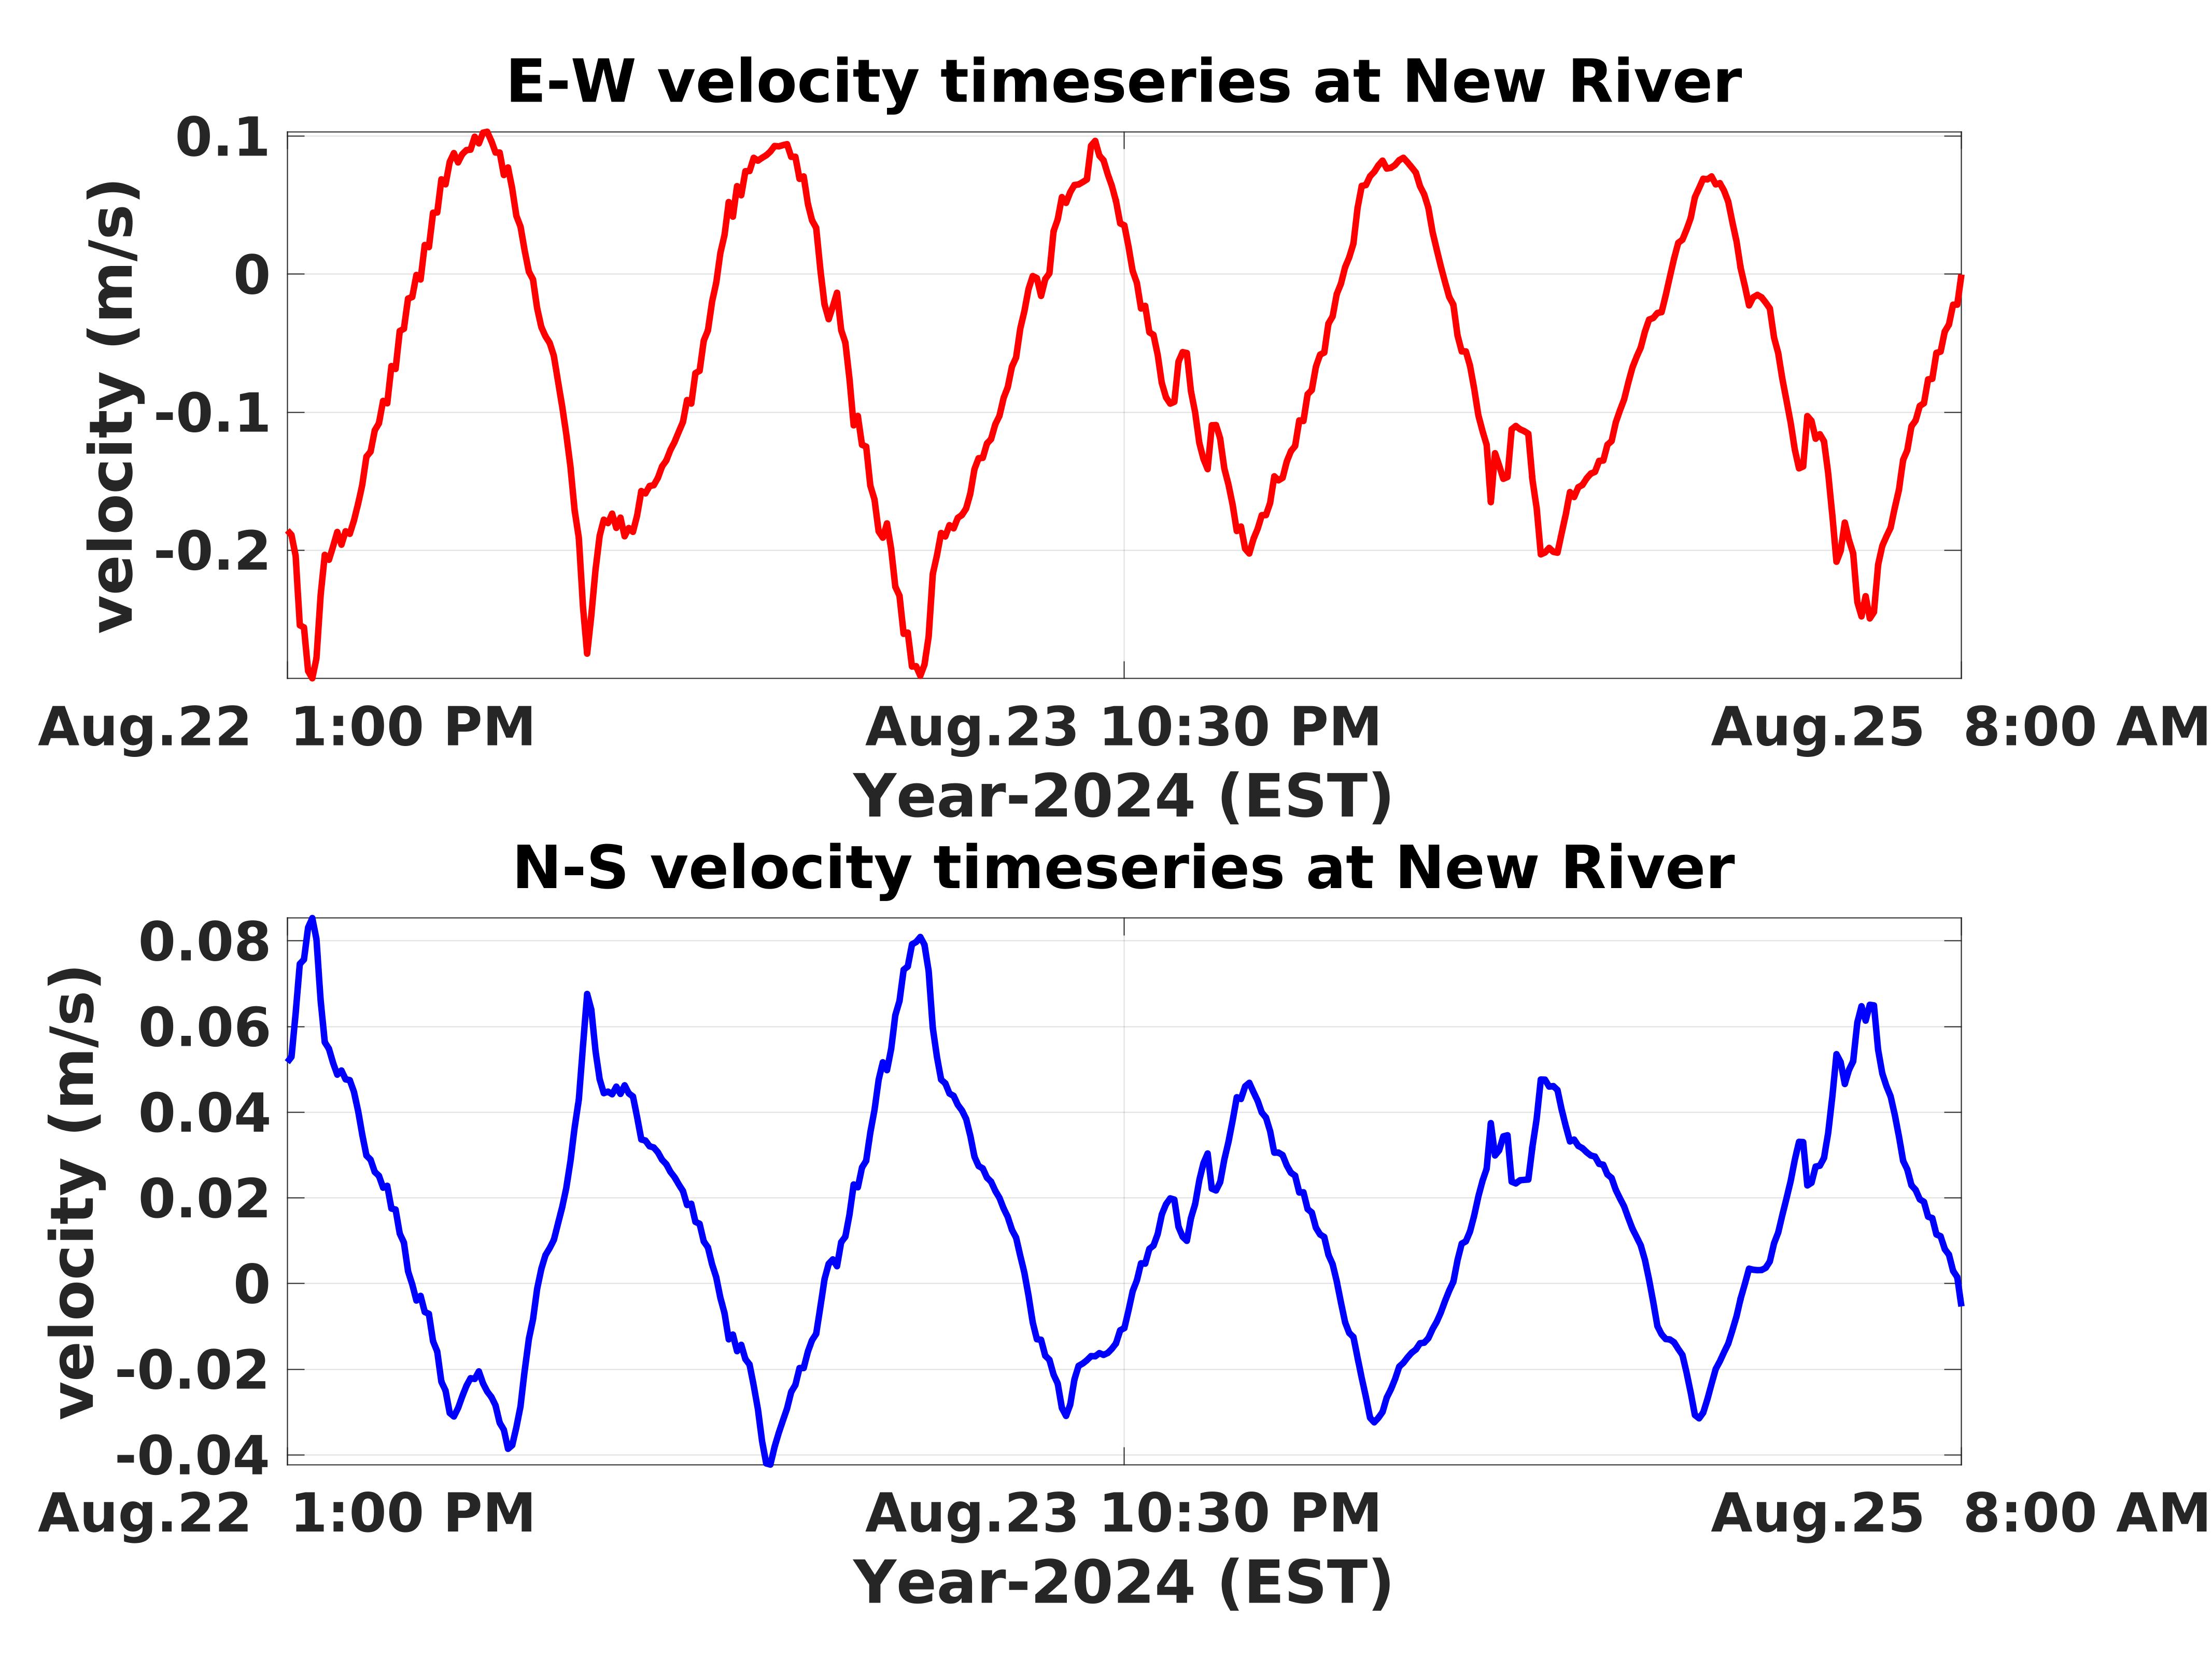 E-W velocity timeseries at New River
velocity (m/s)
0.1
0
-0.1
-0.2
Aug.22 1:00 PM Aug.23 10:30 PM Aug.25 8:00 AM
Year-2024 (EST)
N-S velocity timeseries at New River
velocity (m/s)
0.08
0.06
0.04
0.02
0
-0.02
-0.04
Aug.22 1:00 PM Aug.23 10:30 PM Aug.25 8:00 AM
Year-2024 (EST)